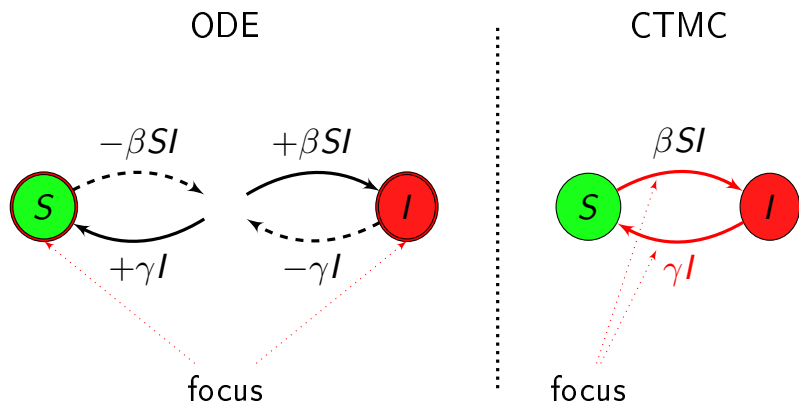 ODE
CTMC
−βSI
+βSI
βSI
S
I
S
I
+γI
−γI
γI
focus
focus